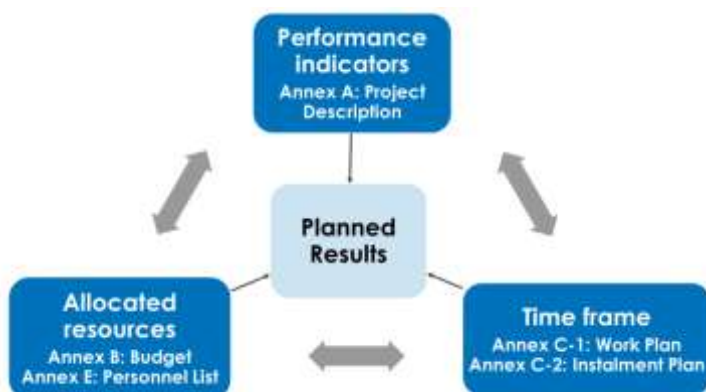 Performance
indicators
Annex A: Project
Description
Planned
Results
Allocated
resources
Annex B: Budget
Annex E: Personnel List
Time frame
Annex C-1: Work Plan
Annex C-2: Instalment Plan